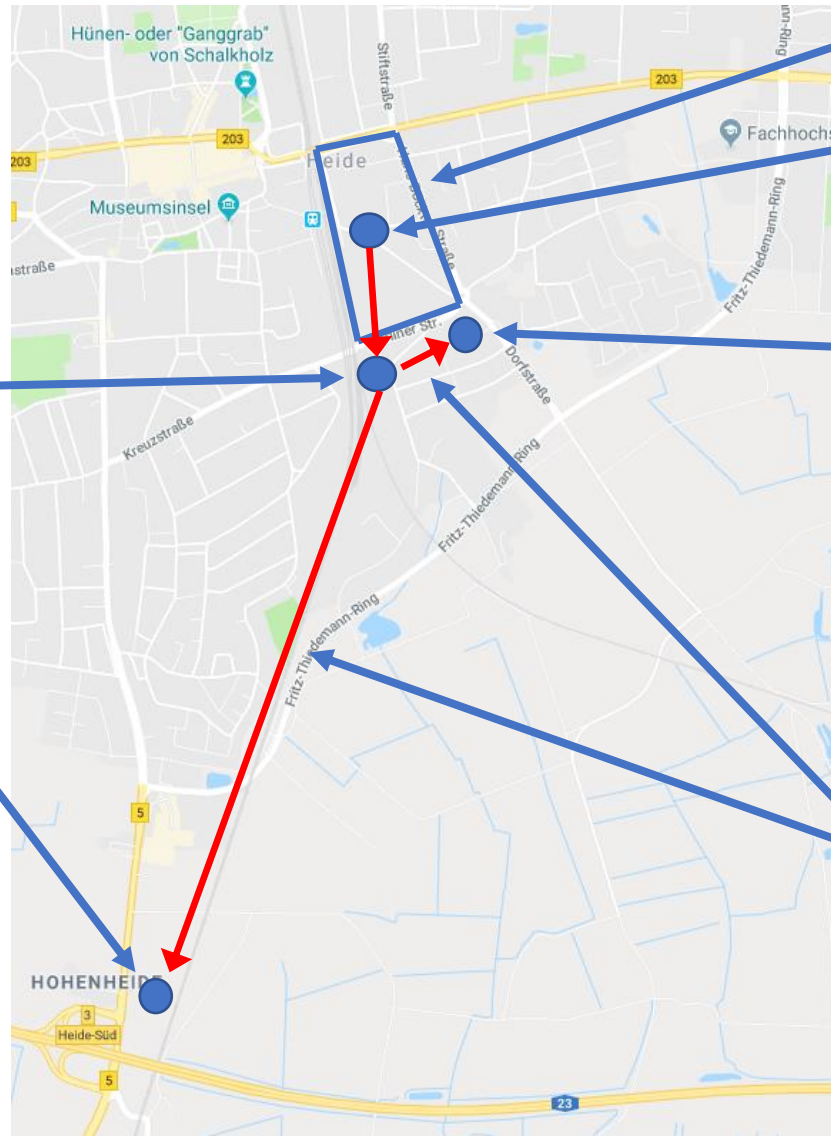 Hünen- oder "Ganggrab"
von Schalkholz
Stiftstraße
203
203
203
Heide
Fachhochs
Museumsinsel
Straße
straße
Fritz-Thiedemann-Ring
Str.
Dorfstraße
Kreuzstraße
Fritz-Thiedemann-Ring
Fritz-Thiedemann-Ring
5
HOHENHEIDE
3
Heide-Süd
5
23